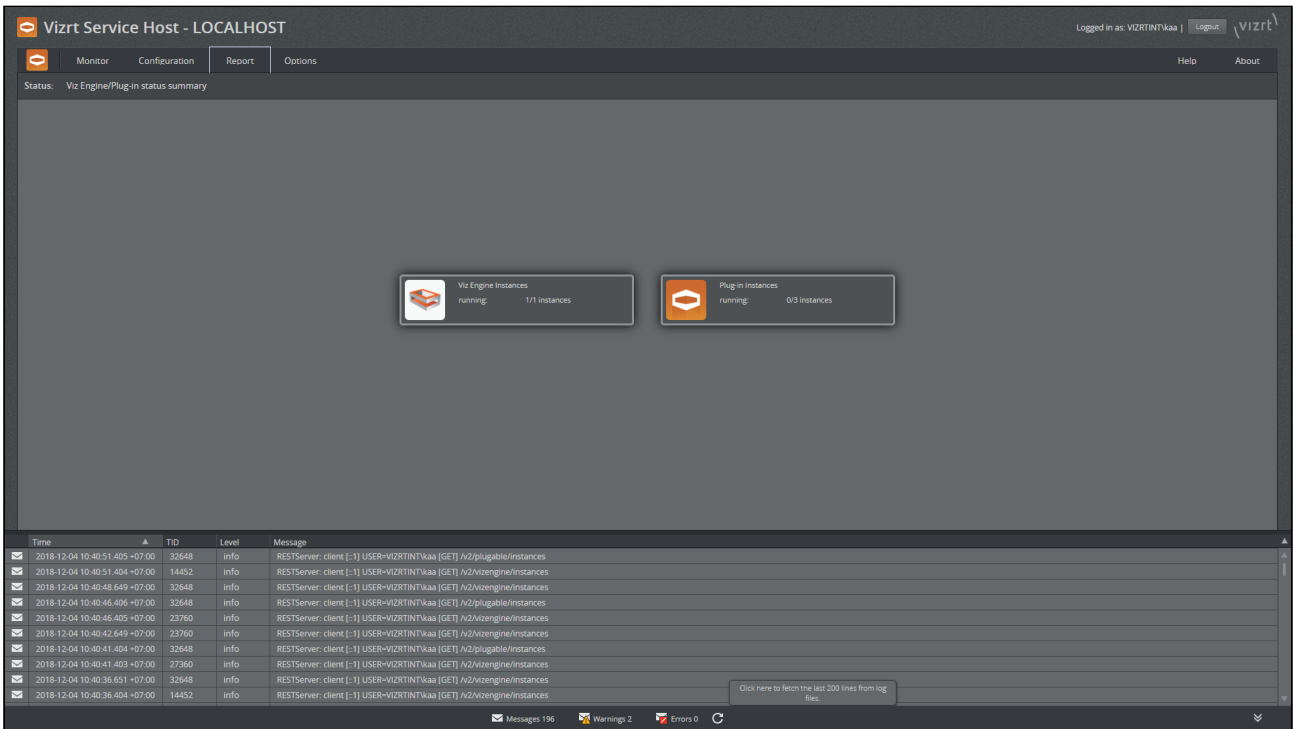 Vizrt Service Host - LOCALHOST
Logged in as: VIZRTINT\kaa | Logout vizrt
Monitor Configuration Report Options Help About
Status: Viz Engine/Plug-in status summary
Viz Engine Instances
running: 1/1 instances
Plug-in Instances
running: 0/3 instances
Time TID Level Message
2018-12-04 10:40:51.405 +07:00 32648 info RESTServer: client [::1] USER=VIZRTINT\kaa [GET] /v2/plugable/instances
2018-12-04 10:40:51.404 +07:00 14452 info RESTServer: client [::1] USER=VIZRTINT\kaa [GET] /v2/vizengine/instances
2018-12-04 10:40:48.649 +07:00 32648 info RESTServer: client [::1] USER=VIZRTINT\kaa [GET] /v2/vizengine/instances
2018-12-04 10:40:46.406 +07:00 32648 info RESTServer: client [::1] USER=VIZRTINT\kaa [GET] /v2/plugable/instances
2018-12-04 10:40:46.405 +07:00 23760 info RESTServer: client [::1] USER=VIZRTINT\kaa [GET] /v2/vizengine/instances
2018-12-04 10:40:42.649 +07:00 23760 info RESTServer: client [::1] USER=VIZRTINT\kaa [GET] /v2/vizengine/instances
2018-12-04 10:40:41.404 +07:00 32648 info RESTServer: client [::1] USER=VIZRTINT\kaa [GET] /v2/plugable/instances
2018-12-04 10:40:41.403 +07:00 27360 info RESTServer: client [::1] USER=VIZRTINT\kaa [GET] /v2/vizengine/instances
2018-12-04 10:40:36.651 +07:00 32648 info RESTServer: client [::1] USER=VIZRTINT\kaa [GET] /v2/vizengine/instances
2018-12-04 10:40:36.404 +07:00 14452 info RESTServer: client [::1] USER=VIZRTINT\kaa [GET] /v2/vizengine/instances
Click here to fetch the last 200 lines from log
files.
Messages 196 Warnings 2 Errors 0